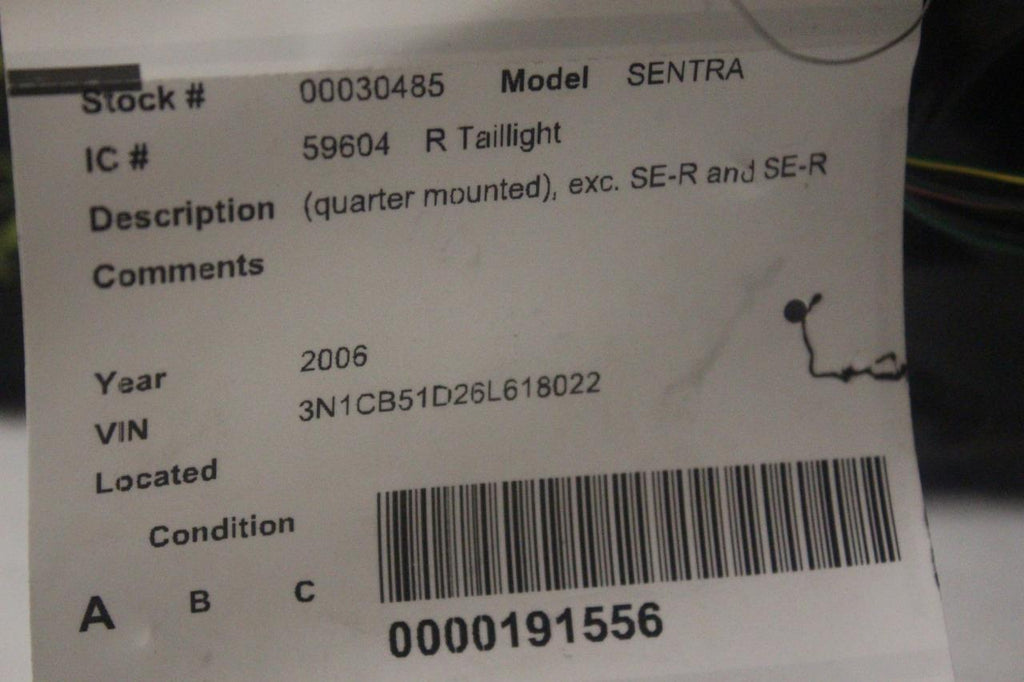 Stock # 00030485 Model SENTRA
IC # 59604 R Taillight
Description (quarter mounted), exc. SE-R and SE-R
Comments
Year 2006
VIN 3N1CB51D26L618022
Located
Condition
A B C
0000191556